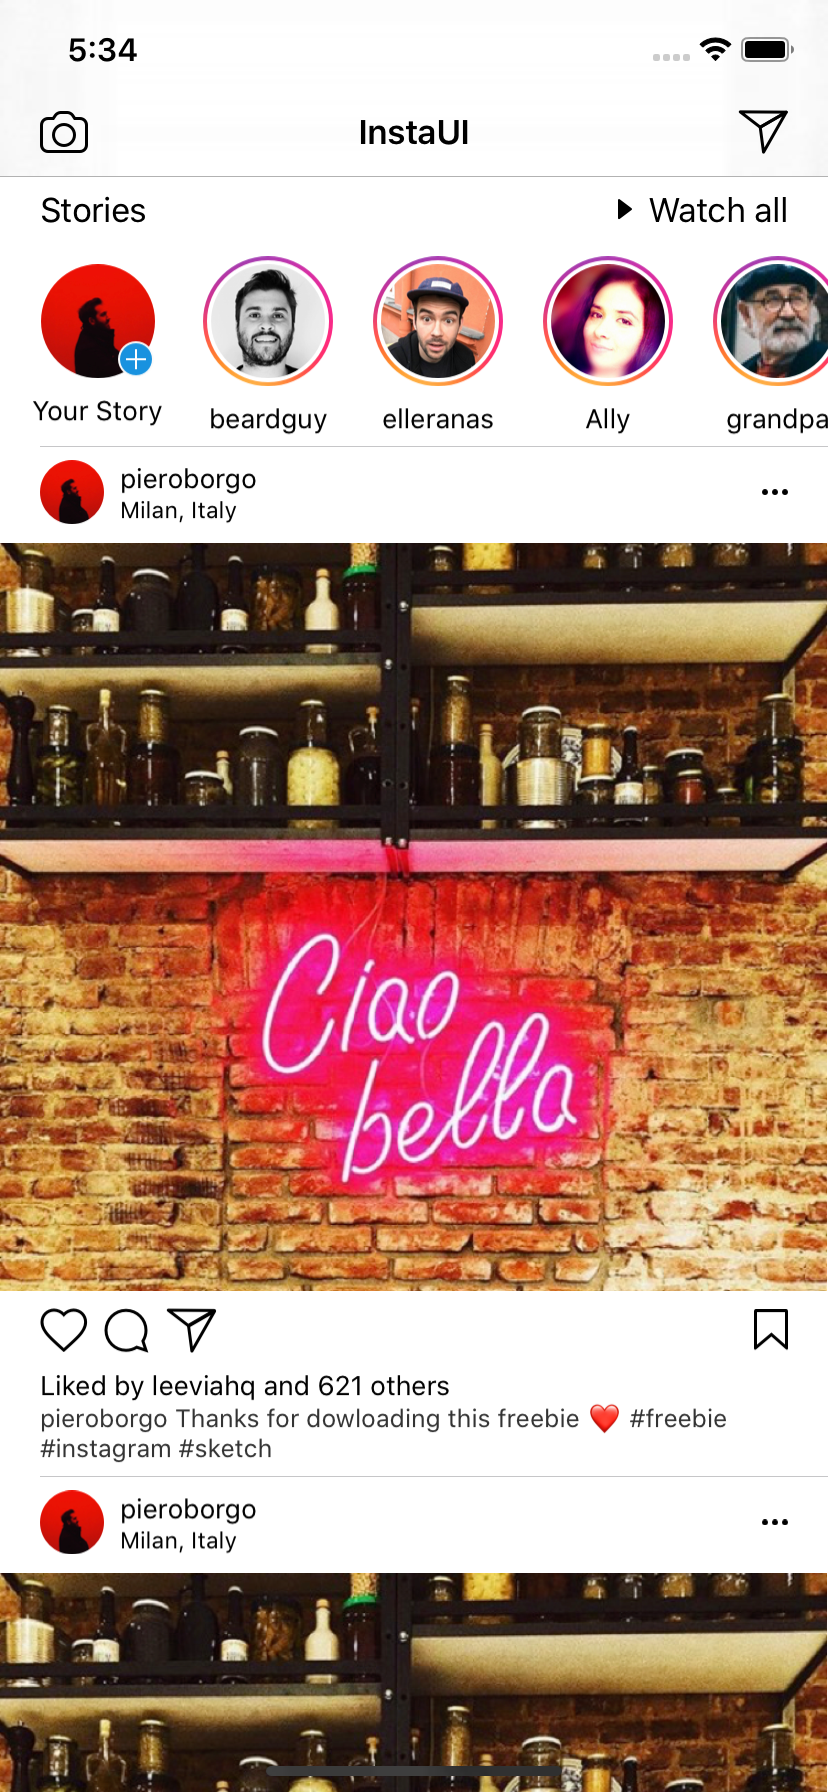 5:34
InstaUI
Stories
Watch all
Your Story
beardguy
elleranas
Ally
grandpa
pieroborgo
Milan, Italy
Ciao
bella
Liked by leeviahq and 621 others
pieroborgo Thanks for dowloading this freebie ❤️ #freebie
#instagram #sketch
pieroborgo
Milan, Italy